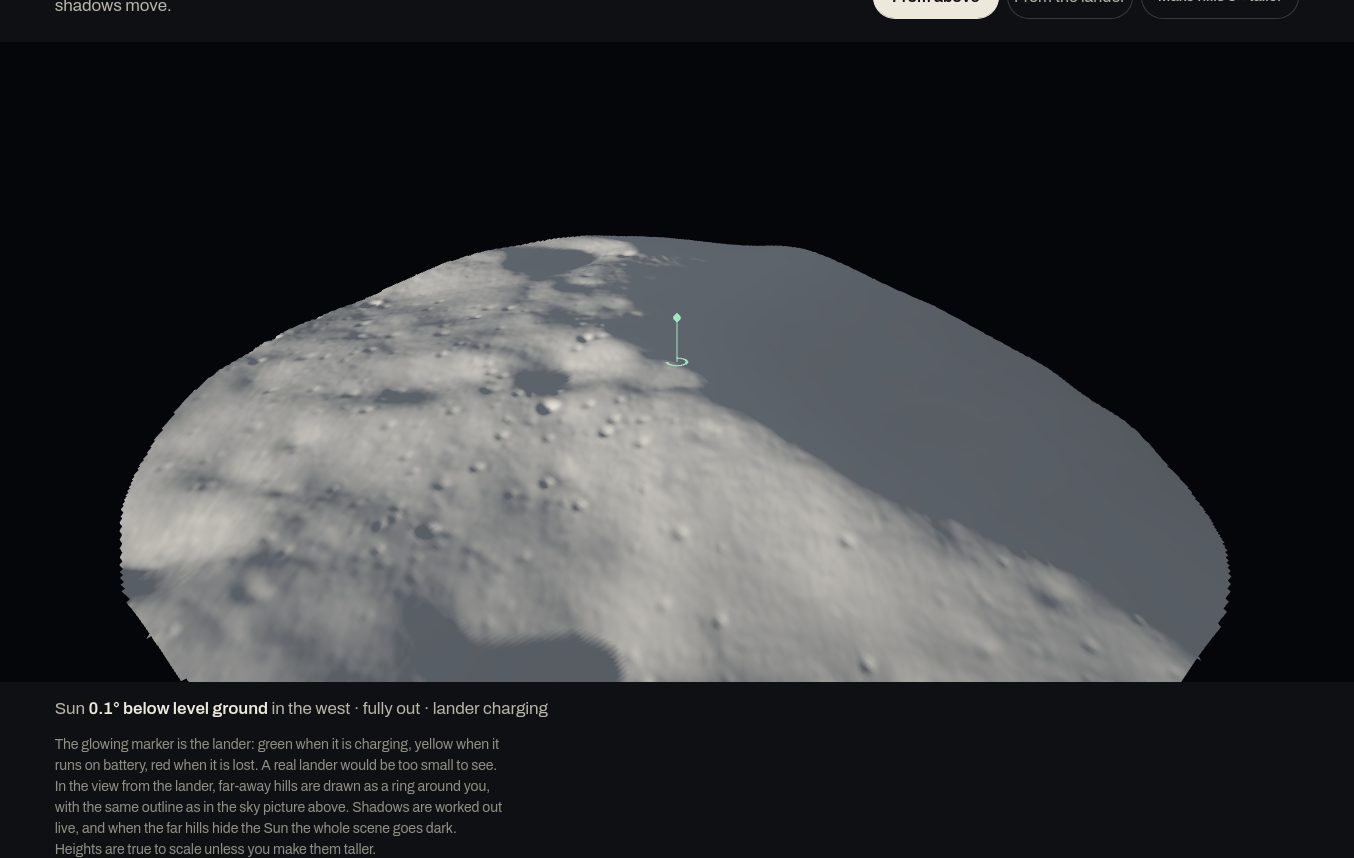 shadows move.
From above
From the lander
Sun 0.1° below level ground in the west · fully out · lander charging
The glowing marker is the lander: green when it is charging, yellow when it
runs on battery, red when it is lost. A real lander would be too small to see.
In the view from the lander, far-away hills are drawn as a ring around you,
with the same outline as in the sky picture above. Shadows are worked out
live, and when the far hills hide the Sun the whole scene goes dark.
Heights are true to scale unless you make them taller.